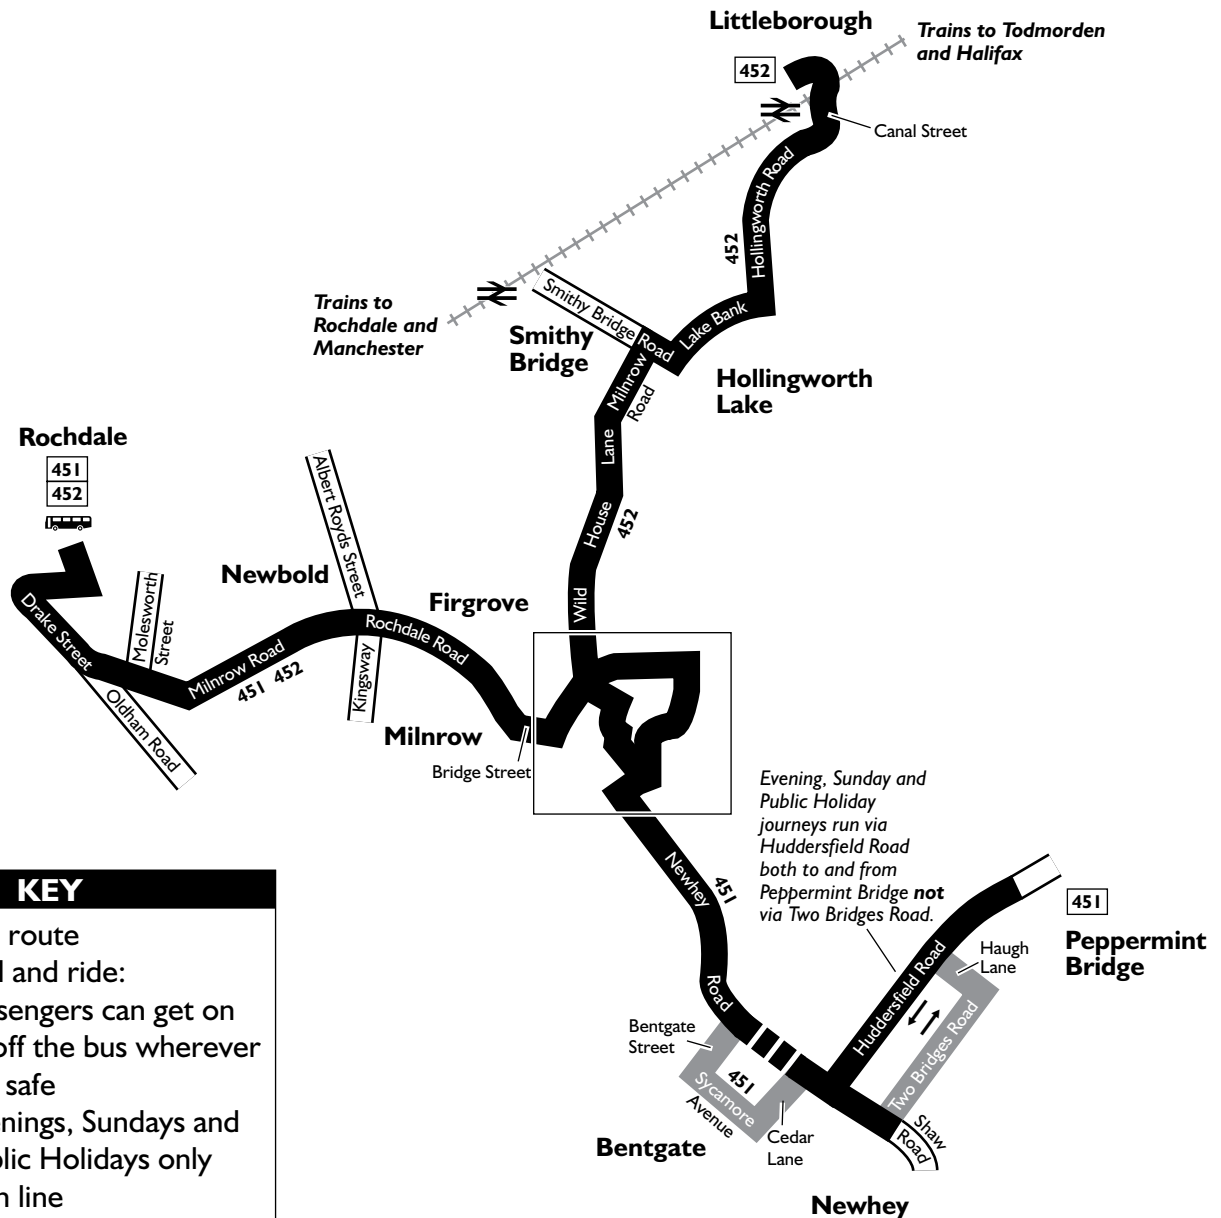 Littleborough
Trains to Todmorden
and Halifax
452
Canal Street
Hollingworth Road
452
Trains to
Rochdale and
Manchester
Smithy Bridge Road
Lake Bank
Smithy
Bridge
Hollingworth
Lake
Milnrow
Road
Lane
House
452
Wild
Rochdale
451
452
Albert Royds Street
Newbold
Firgrove
Molesworth
Street
Drake Street
Rochdale Road
Milnrow Road
451 452
Kingsway
Oldham Road
Milnrow
Bridge Street
Evening, Sunday and
Public Holiday
journeys run via
Huddersfield Road
both to and from
Peppermint Bridge not
via Two Bridges Road.
Newhey
451
Road
451
Peppermint
Bridge
Haugh
Lane
Huddersfield Road
Two Bridges Road
Bentgate
Street
451
Sycamore
Avenue
Cedar
Lane
Bentgate
Shaw
Road
Newhey
KEY
route
and ride:
sengers can get on
off the bus wherever
safe
nings, Sundays and
lic Holidays only
line